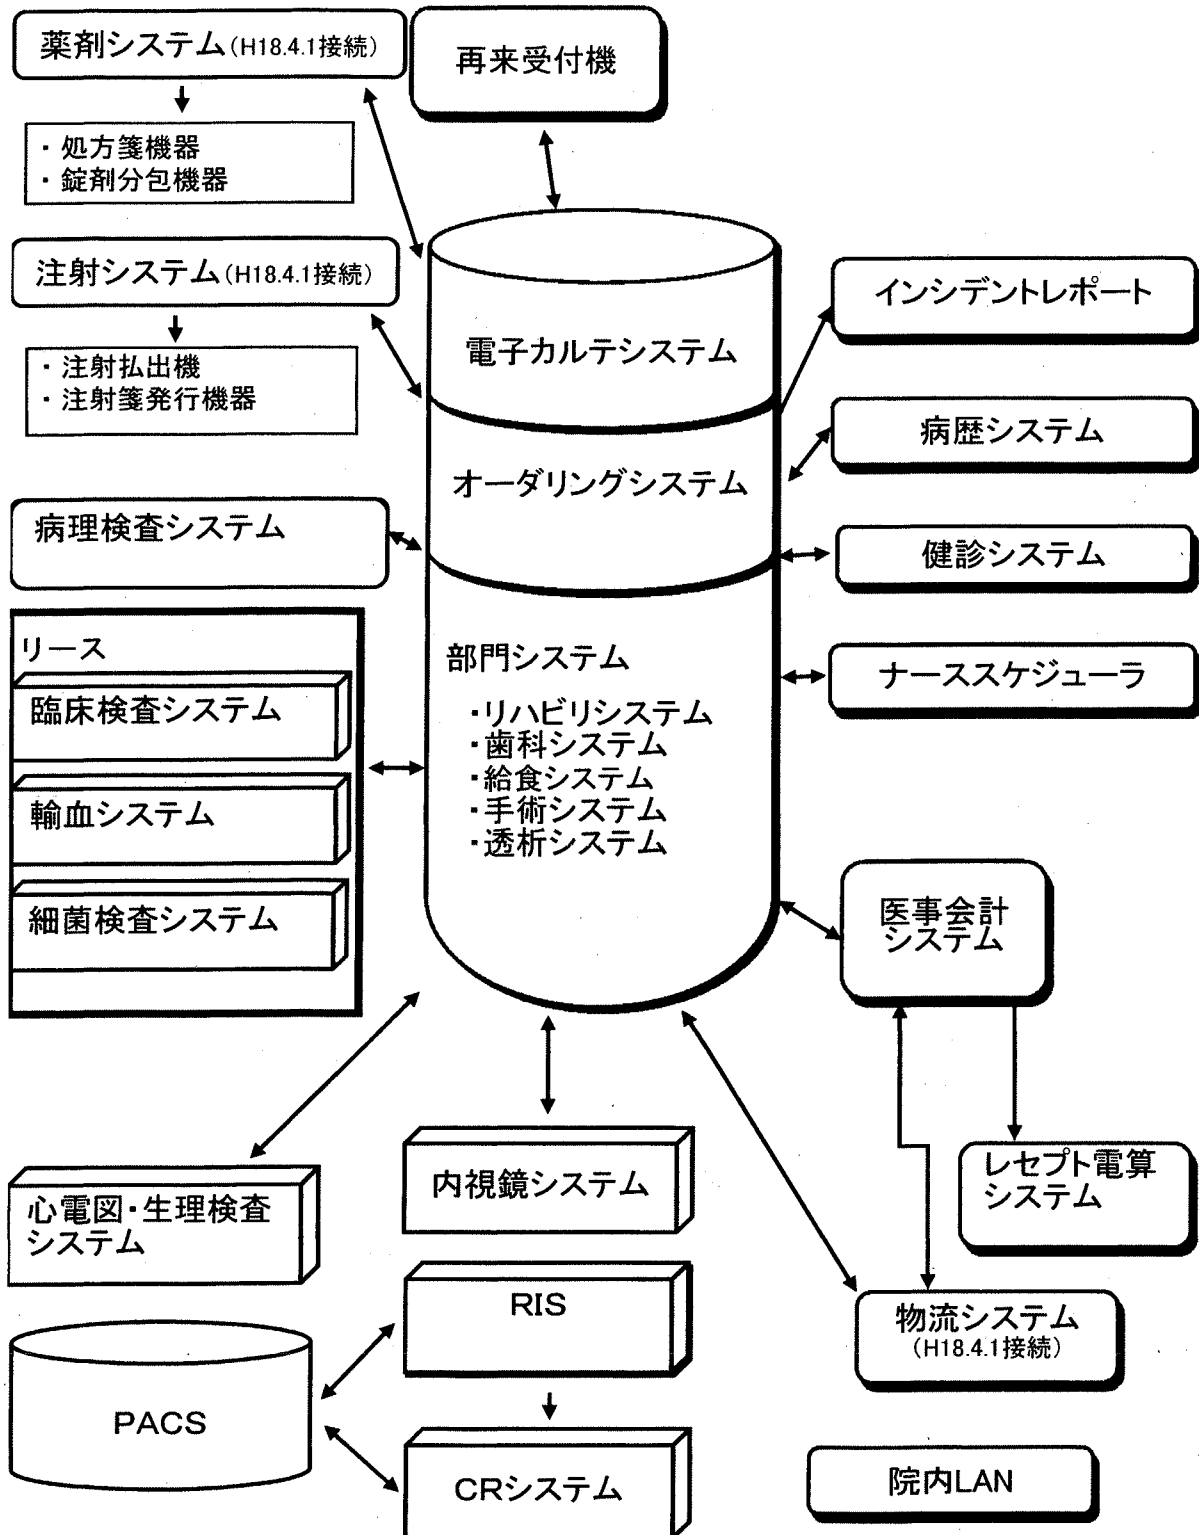 薬剤システム(H18.4.1接続)
再来受付機
・処方箋機器
・錠剤分包機器
注射システム(H18.4.1接続)
・注射払出機
・注射箋発行機器
電子カルテシステム
インシデントレポート
オーダリングシステム
病歴システム
病理検査システム
健診システム
リース
臨床検査システム
輸血システム
細菌検査システム
部門システム
・リハビリシステム
・歯科システム
・給食システム
・手術システム
・透析システム
ナーススケジューラ
医事会計
システム
レセプト電算
システム
心電図・生理検査
システム
内視鏡システム
RIS
物流システム
(H18.4.1接続)
PACS
CRシステム
院内LAN